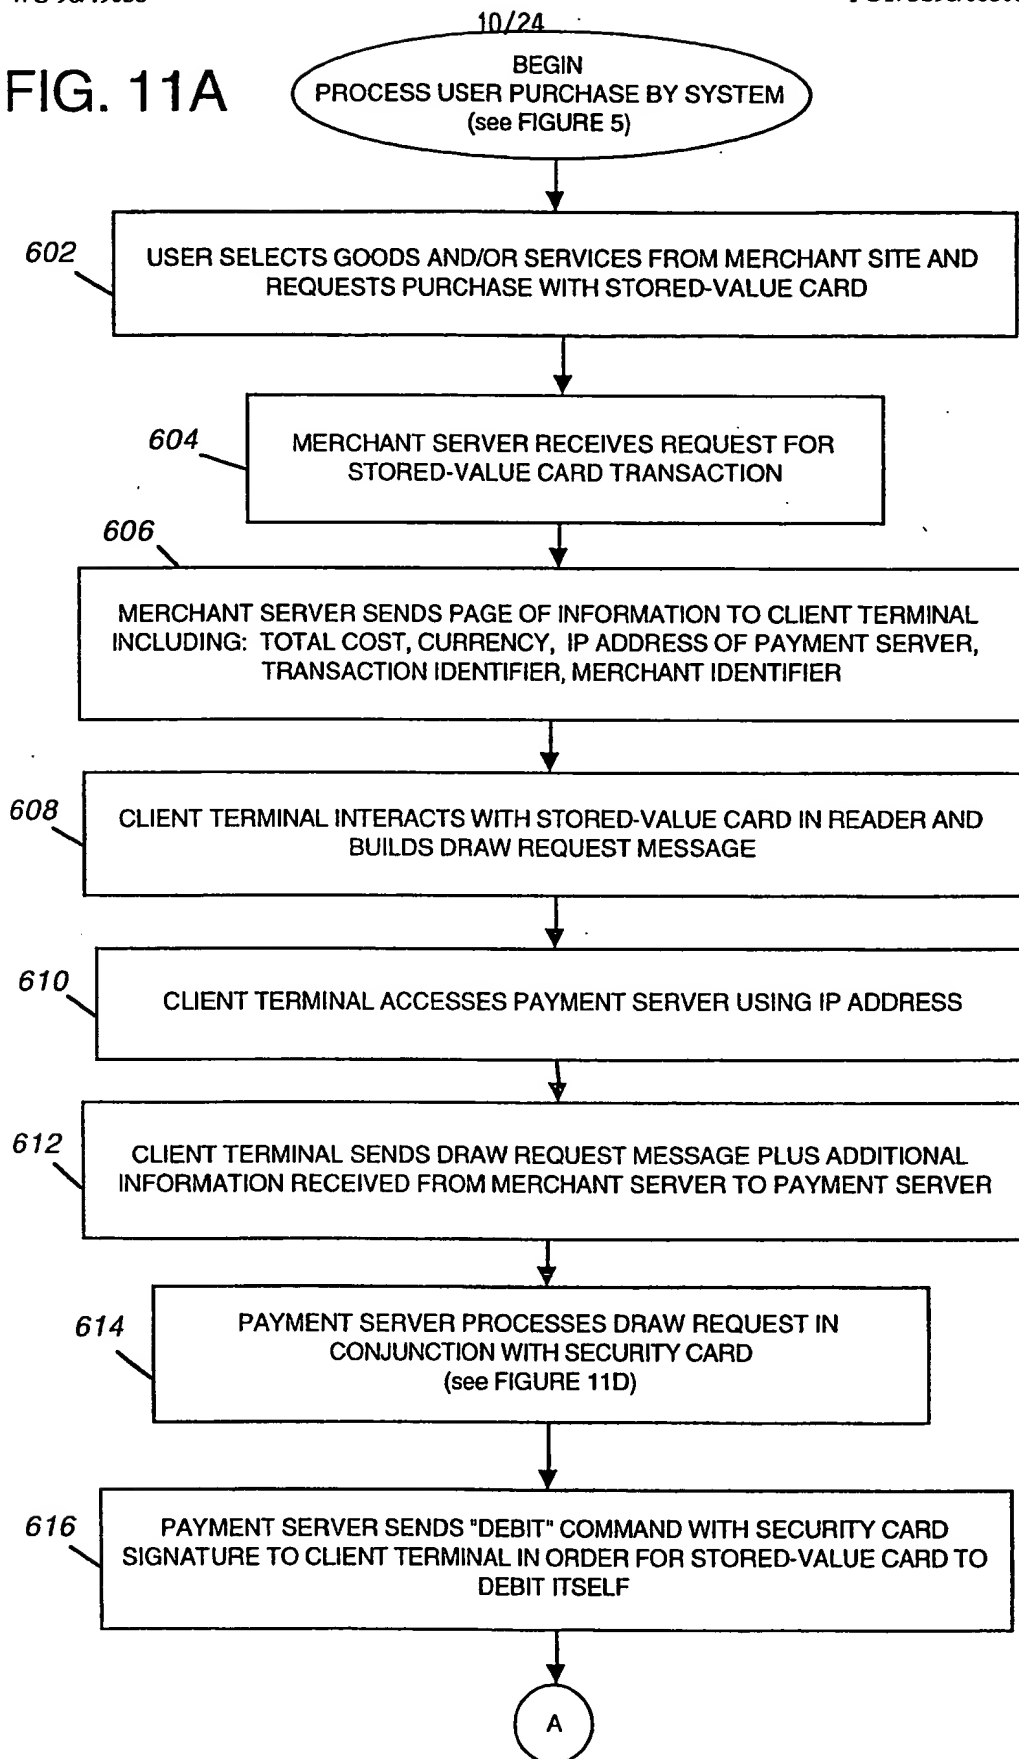 10/24
FIG. 11A
BEGIN
PROCESS USER PURCHASE BY SYSTEM
(see FIGURE 5)
602
USER SELECTS GOODS AND/OR SERVICES FROM MERCHANT SITE AND
REQUESTS PURCHASE WITH STORED-VALUE CARD
604
MERCHANT SERVER RECEIVES REQUEST FOR
STORED-VALUE CARD TRANSACTION
606
MERCHANT SERVER SENDS PAGE OF INFORMATION TO CLIENT TERMINAL
INCLUDING: TOTAL COST, CURRENCY, IP ADDRESS OF PAYMENT SERVER,
TRANSACTION IDENTIFIER, MERCHANT IDENTIFIER
608
CLIENT TERMINAL INTERACTS WITH STORED-VALUE CARD IN READER AND
BUILDS DRAW REQUEST MESSAGE
610
CLIENT TERMINAL ACCESSES PAYMENT SERVER USING IP ADDRESS
612
CLIENT TERMINAL SENDS DRAW REQUEST MESSAGE PLUS ADDITIONAL
INFORMATION RECEIVED FROM MERCHANT SERVER TO PAYMENT SERVER
614
PAYMENT SERVER PROCESSES DRAW REQUEST IN
CONJUNCTION WITH SECURITY CARD
(see FIGURE 11D)
616
PAYMENT SERVER SENDS "DEBIT" COMMAND WITH SECURITY CARD
SIGNATURE TO CLIENT TERMINAL IN ORDER FOR STORED-VALUE CARD TO
DEBIT ITSELF
A